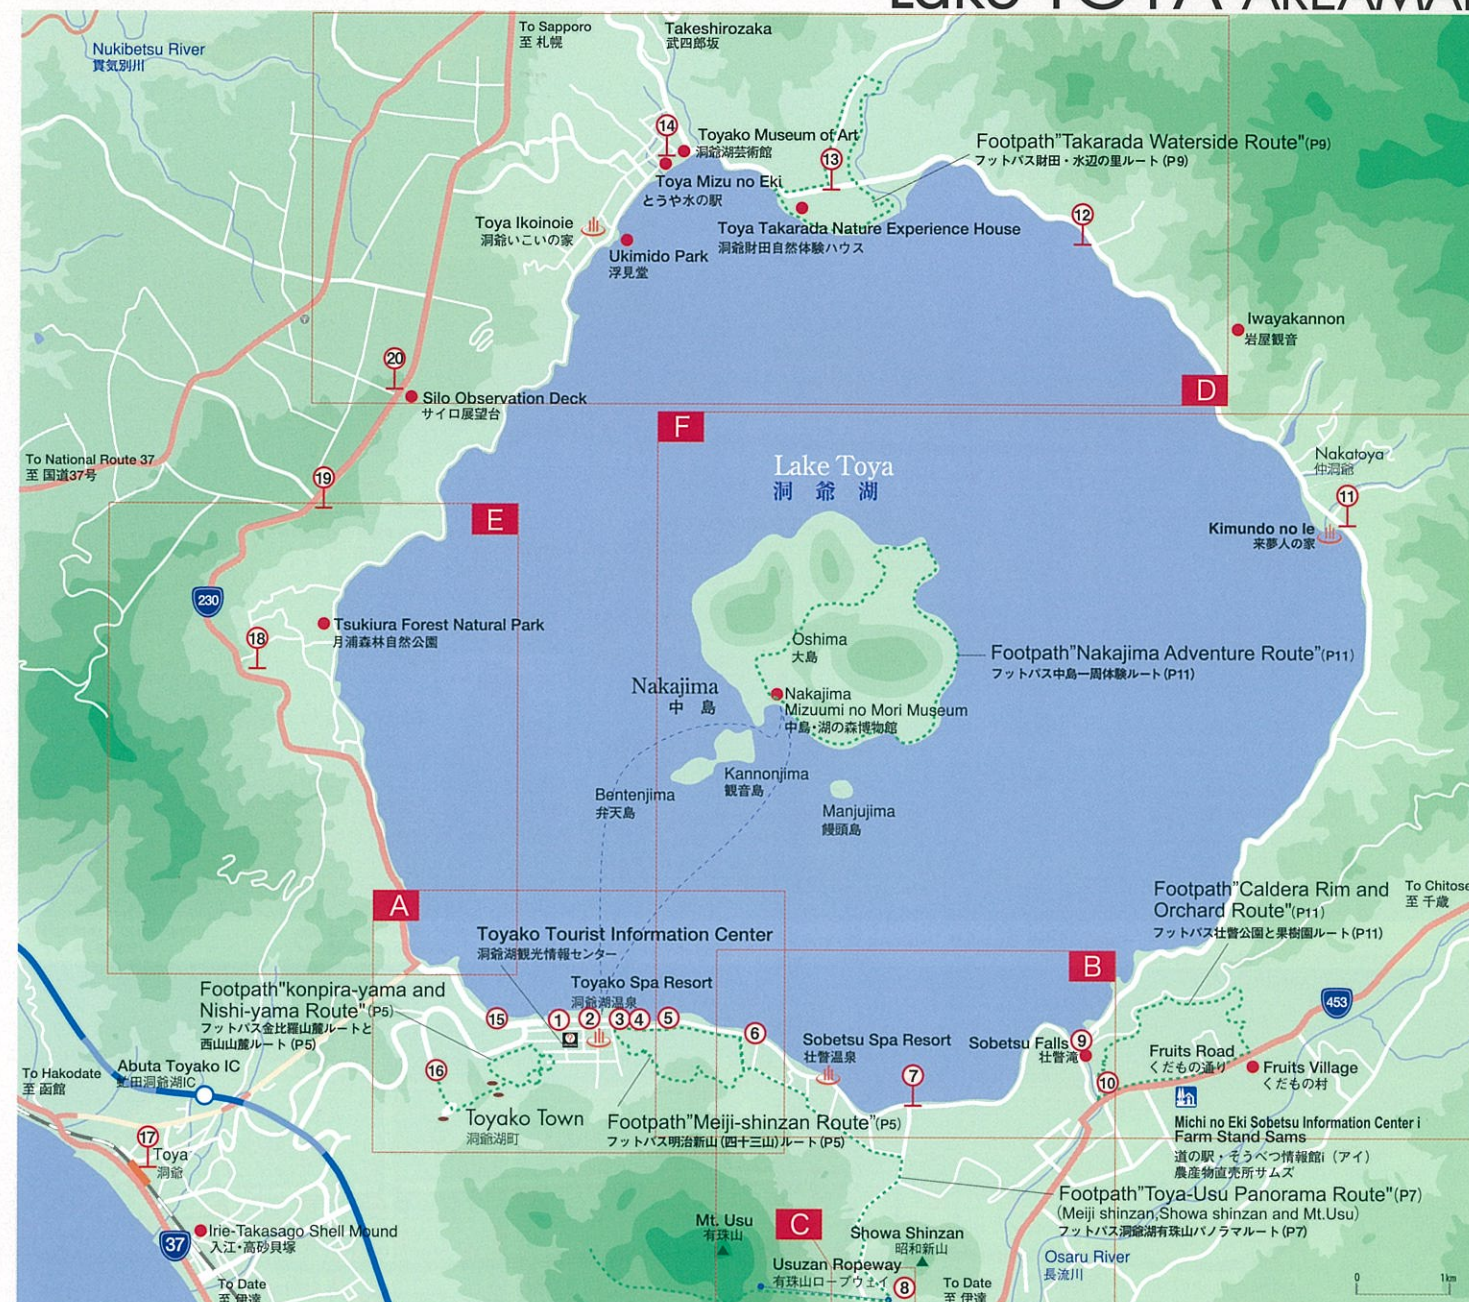 Lake TOYA AREAMAP
To Sapporo
至 札幌
Takeshirozaka
武四郎坂
Nukibetsu River
貫気別川
14
Toyako Museum of Art
洞爺湖芸術館
13
Footpath"Takarada Waterside Route"(P9)
フットパス財田・水辺の里ルート(P9)
Toya Mizu no Eki
とうや水の駅
12
Toya Ikoinoie
洞爺いこいの家
Toya Takarada Nature Experience House
洞爺財田自然体験ハウス
Ukimido Park
浮見堂
Iwayakannon
岩屋観音
20
Silo Observation Deck
サイロ展望台
D
F
To National Route 37
至 国道37号
Lake Toya
洞 爺 湖
Nakatoya
仲洞爺
19
11
E
Kimundo no Ie
来夢人の家
230
Tsukiura Forest Natural Park
月浦森林自然公園
18
Oshima
大島
Footpath"Nakajima Adventure Route"(P11)
フットパス中島一周体験ルート(P11)
Nakajima
中 島
Nakajima
Mizuumi no Mori Museum
中島・湖の森博物館
Kannonjima
観音島
Bentenjima
弁天島
Manjujima
饅頭島
A
Footpath"Caldera Rim and
Orchard Route"(P11)
フットパス壮瞥公園と果樹園ルート(P11)
To Chitose
至 千歳
Toyako Tourist Information Center
洞爺湖観光情報センター
B
Toyako Spa Resort
洞爺湖温泉
Footpath"konpira-yama and
Nishi-yama Route"(P5)
フットパス金比羅山麓ルートと
西山山麓ルート(P5)
453
15
1
2
3
4
5
6
Sobetsu Spa Resort
壮瞥温泉
Sobetsu Falls
壮瞥滝
9
Fruits Road
くだもの通り
Fruits Village
くだもの村
16
7
10
To Hakodate
至 函館
Abuta Toyako IC
虻田洞爺湖IC
Toyako Town
洞爺湖町
Footpath"Meiji-shinzan Route"(P5)
フットパス明治新山(四十三山)ルート(P5)
Michi no Eki Sobetsu Information Center i
Farm Stand Sams
道の駅・そうべつ情報館i(アイ)
農産物直売所サムズ
17
Toya
洞爺
Footpath"Toya-Usu Panorama Route"(P7)
(Meiji shinzan,Showa shinzan and Mt.Usu)
フットパス洞爺湖有珠山パノラマルート(P7)
Irie-Takasago Shell Mound
入江・高砂貝塚
37
Mt. Usu
有珠山
C
Showa Shinzan
昭和新山
Usuzan Ropeway
有珠山ロープウェイ
8
Osaru River
長流川
To Date
至 伊達
To Date
至 伊達
0
1km